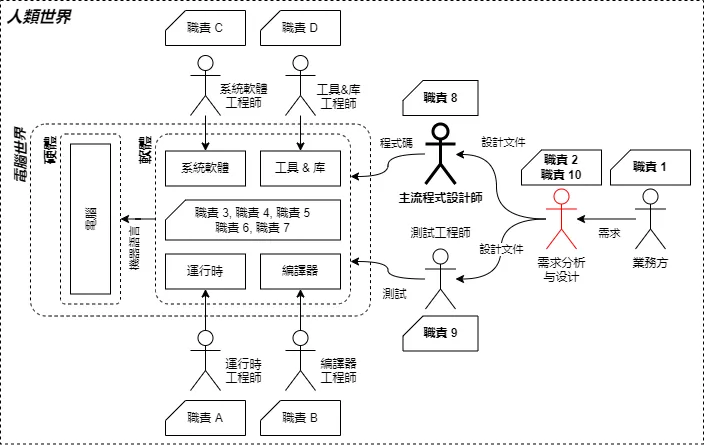 人類世界
職責 C
職責 D
系統軟體
工程師
工具&库
工程師
職責 8
電腦世界
硬體
軟體
程式碼
設計文件
職責 2
職責 10
職責 1
系統軟體
工具 & 库
主流程式設計師
電腦
機器語言
職責 3, 職責 4, 職責 5
職責 6, 職責 7
測試工程師
設計文件
需求
運行時
編譯器
測試
需求分析
与设计
業務方
職責 9
運行時
工程師
編譯器
工程師
職責 A
職責 B